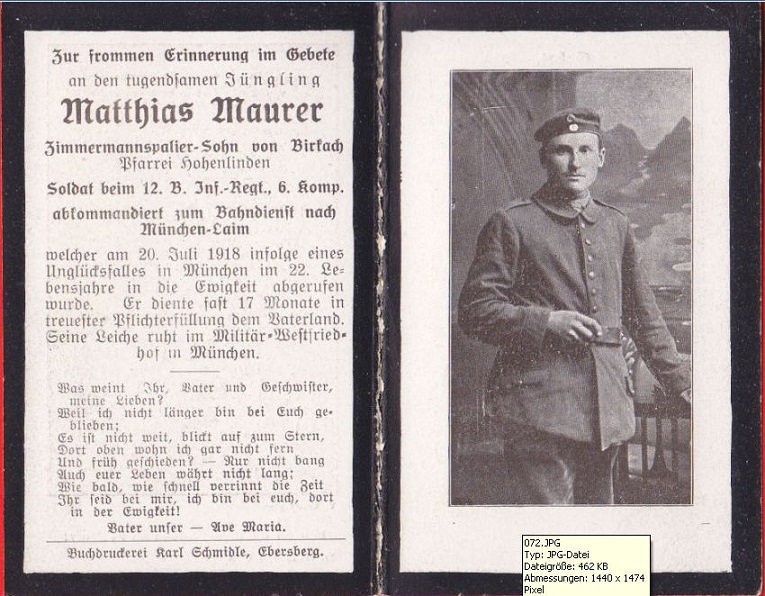 Zur frommen Erinnerung im Gebete
an den tugendsamen Jüngling
Matthias Maurer
Zimmermannspalier-Sohn von Birkach
Pfarrei Hohenlinden
Soldat beim 12. B. Inf.-Regt., 6. Komp.
abkommandiert zum Bahndienst nach
München-Laim
welcher am 20. Juli 1918 infolge eines
Unglücksfalles in München im 22. Le-
bensjahre in die Ewigkeit abgerufen
wurde. Er diente fast 17 Monate in
treuester Pflichterfüllung dem Vaterland.
Seine Leiche ruht im Militär-Westfried-
hof in München.
Was weint Ihr, Vater und Geschwister,
meine Lieben?
Weil ich nicht länger bin bei Euch ge-
blieben;
Es ist nicht weit, blickt auf zum Stern,
Dort oben wohn ich gar nicht fern
Und früh geschieden? — Nur nicht bang
Auch euer Leben währt nicht lang;
Wie bald, wie schnell verrinnt die Zeit
Ihr seid bei mir, ich bin bei euch, dort
in der Ewigkeit!
Vater unser — Ave Maria.
Buchdruckerei Karl Schmidle, Ebersberg.
072.JPG
Typ: JPG-Datei
Dateigröße: 462 KB
Abmessungen: 1440 x 1474
Pixel